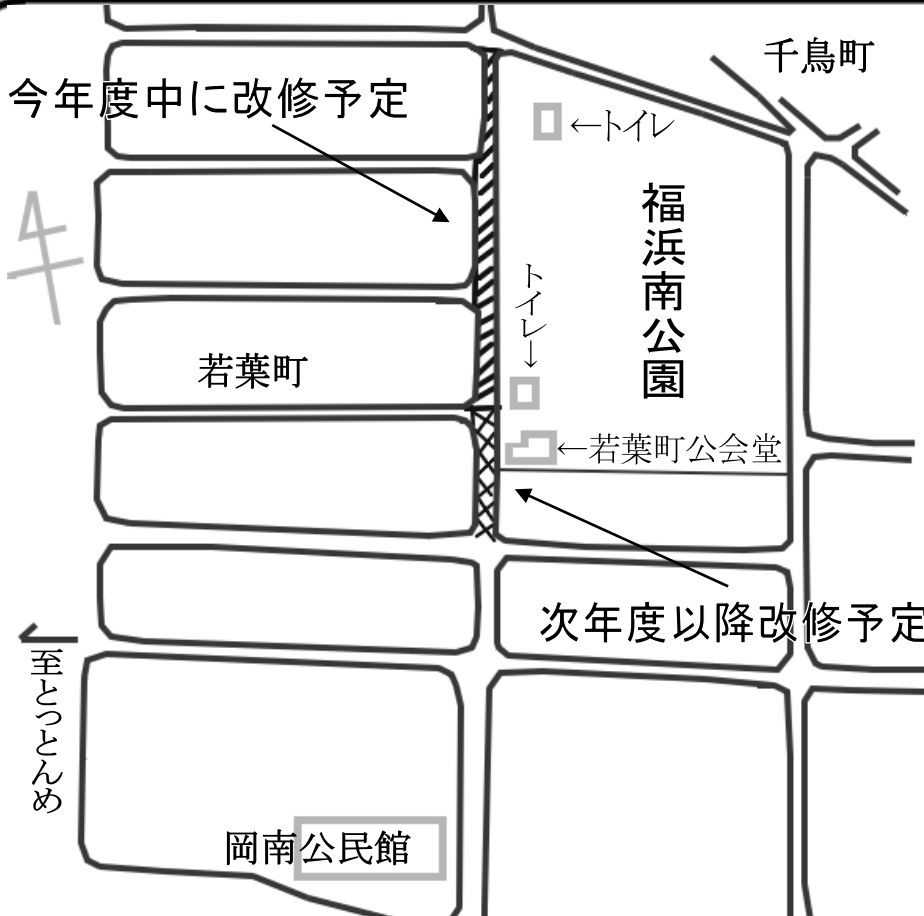 千鳥町
今年度中に改修予定
←トイレ
福浜南公園
トイレ→
若葉町
←若葉町公会堂
次年度以降改修予定
至とっとんめ
岡南公民館